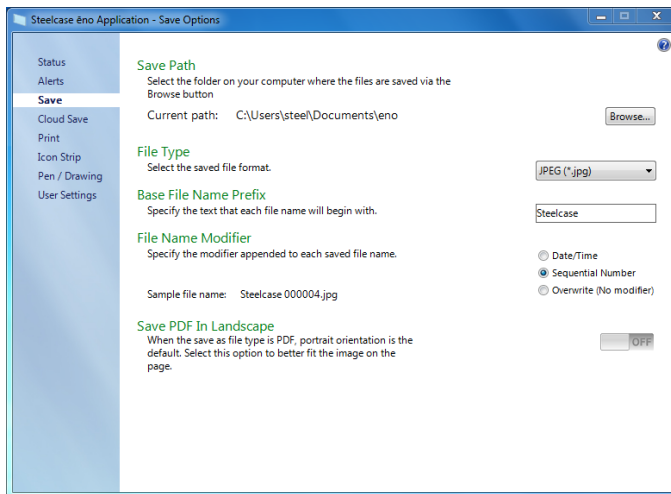 Steelcase ēno Application - Save Options
Status
Alerts
Save
Cloud Save
Print
Icon Strip
Pen / Drawing
User Settings
Save Path
Select the folder on your computer where the files are saved via the
Browse button
Current path: C:\Users\steel\Documents\eno
Browse...
File Type
Select the saved file format.
JPEG (*.jpg)
Base File Name Prefix
Specify the text that each file name will begin with.
Steelcase
File Name Modifier
Specify the modifier appended to each saved file name.
Date/Time
Sequential Number
Overwrite (No modifier)
Sample file name: Steelcase 000004.jpg
Save PDF In Landscape
When the save as file type is PDF, portrait orientation is the
default. Select this option to better fit the image on the
page.
OFF